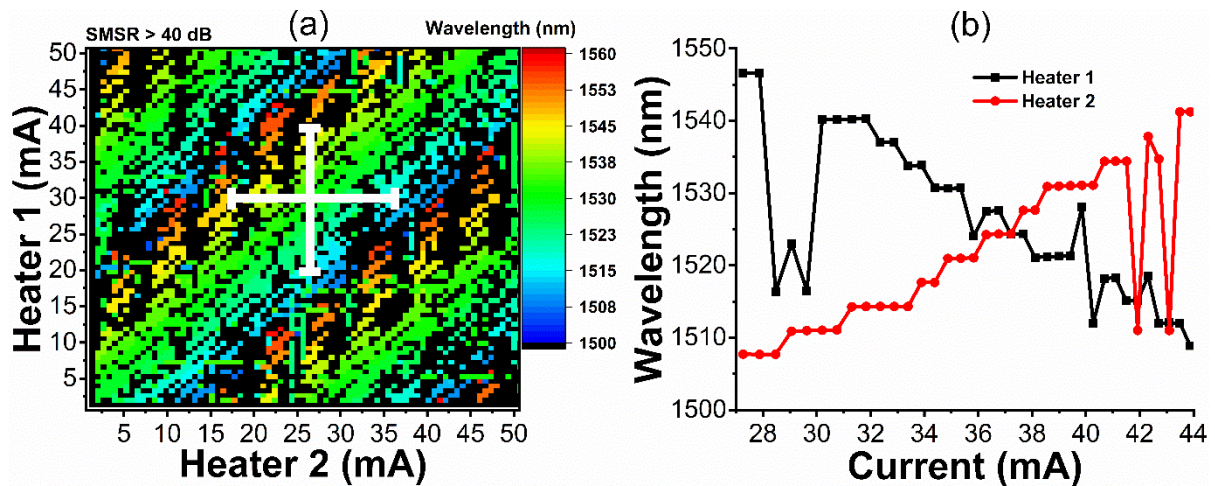 (a)
SMSR > 40 dB
Wavelength (nm)
50
45
40
35
30
25
20
15
10
5
Heater 1 (mA)
5 10 15 20 25 30 35 40 45 50
Heater 2 (mA)
1560
1553
1545
1538
1530
1523
1515
1508
1500
(b)
1550
1540
1530
1520
1510
1500
Wavelength (nm)
Heater 1
Heater 2
28 30 32 34 36 38 40 42 44
Current (mA)